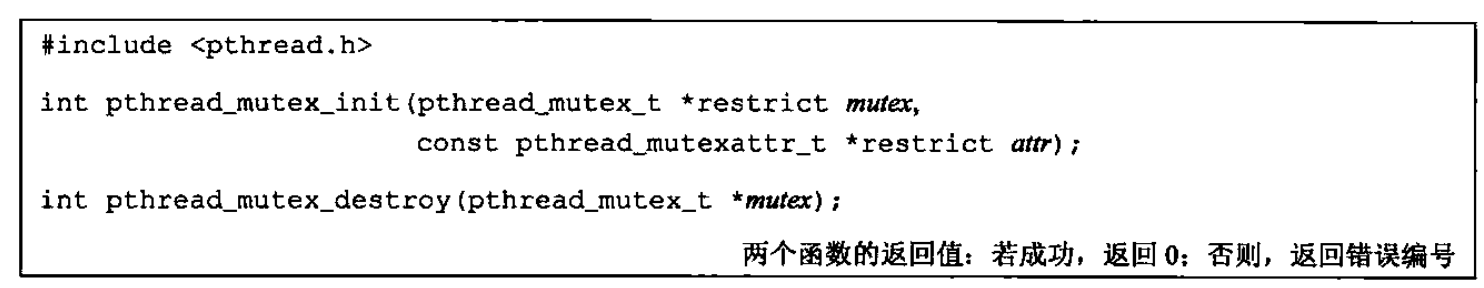 #include <pthread.h>
int pthread_mutex_init(pthread_mutex_t *restrict mutex,
const pthread_mutexattr_t *restrict attr);
int pthread_mutex_destroy(pthread_mutex_t *mutex);
两个函数的返回值：若成功，返回0；否则，返回错误编号